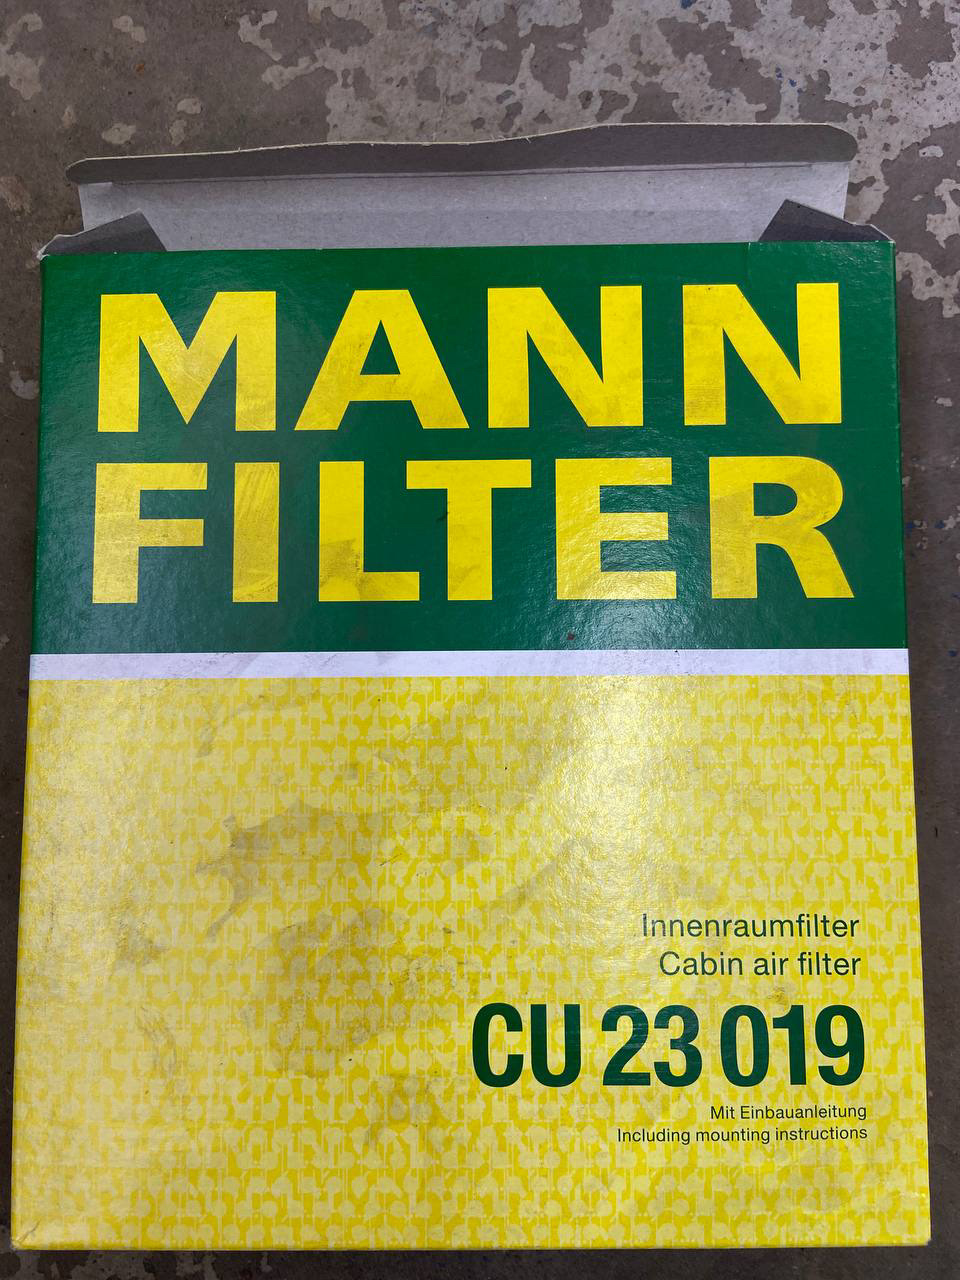 MANN
FILTER
Innenraumfilter
Cabin air filter
CU 23 019
Mit Einbauanleitung
Including mounting instructions